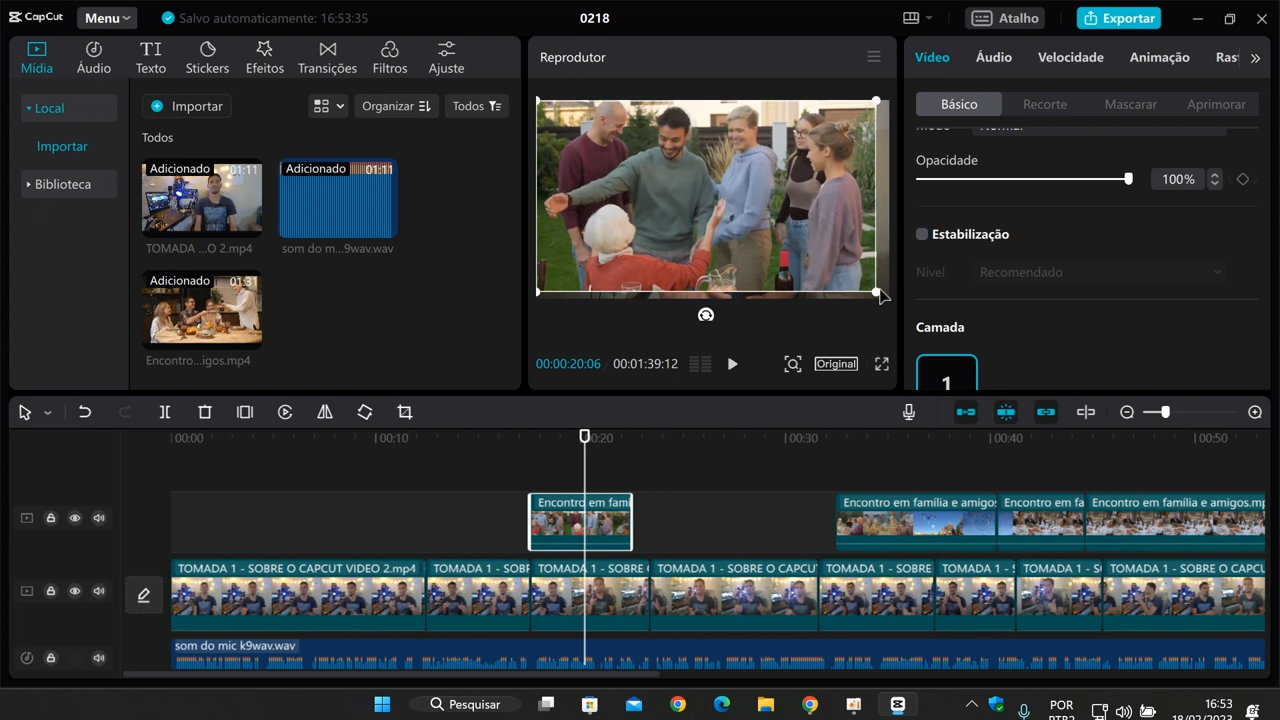 CapCut
Menu
Salvo automaticamente: 16:53:35
0218
Atalho
Exportar
Mídia
Áudio
Texto
Stickers
Efeitos
Transições
Filtros
Ajuste
Local
Importar
Biblioteca
Importar
Organizar
Todos
Todos
Adicionado 01:11
TOMADA ...O 2.mp4
Adicionado 01:11
som do m...9wav.wav
Adicionado 01:31
Encontro...igos.mp4
Reprodutor
00:00:20:06 / 00:01:39:12
Original
Vídeo
Áudio
Velocidade
Animação
Ras
Básico
Recorte
Mascarar
Aprimorar
Opacidade
100%
Estabilização
Nível
Recomendado
Camada
1
00:00
00:10
00:20
00:30
00:40
00:50
Encontro em famí
Encontro em família e amigos
Encontro em fa
Encontro em família e amigos.mp
TOMADA 1 - SOBRE O CAPCUT VIDEO 2.mp4
TOMADA 1 - SOBR
TOMADA 1 - SOBRE O
TOMADA 1 - SOBRE O CAPCUT
TOMADA 1 - SOBRE
TOMADA 1 - S
TOMADA 1 - SO
TOMADA 1 - SOBRE O CAPCU
som do mic k9wav.wav
Pesquisar
POR
PTB2
16:53
18/02/2023